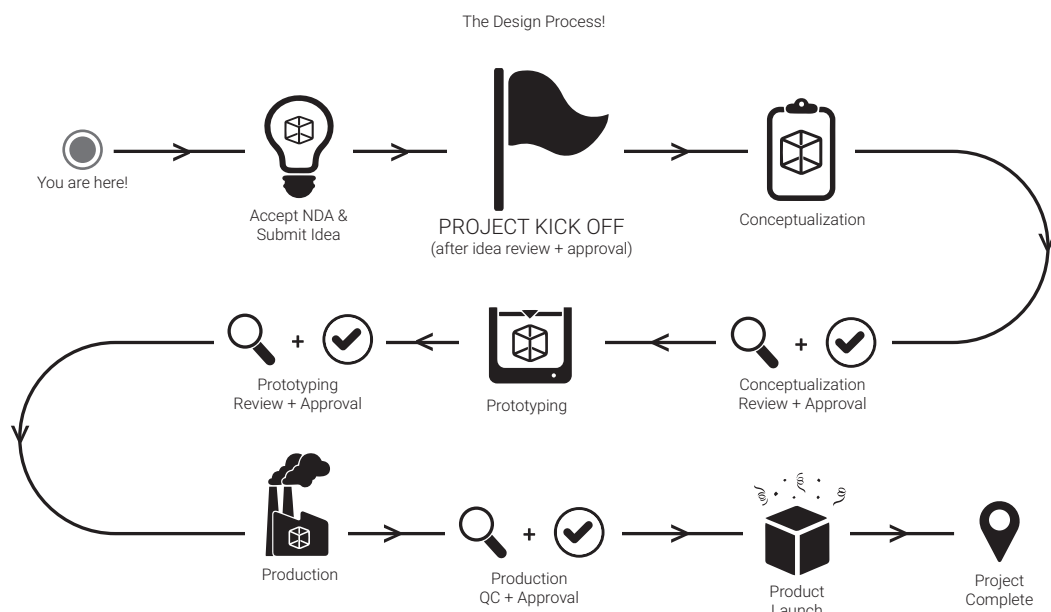 The Design Process!
You are here!
Accept NDA &
Submit Idea
PROJECT KICK OFF
(after idea review + approval)
Conceptualization
+
Prototyping
Review + Approval
Prototyping
+
Conceptualization
Review + Approval
Production
+
Production
QC + Approval
Product
Launch
Project
Complete